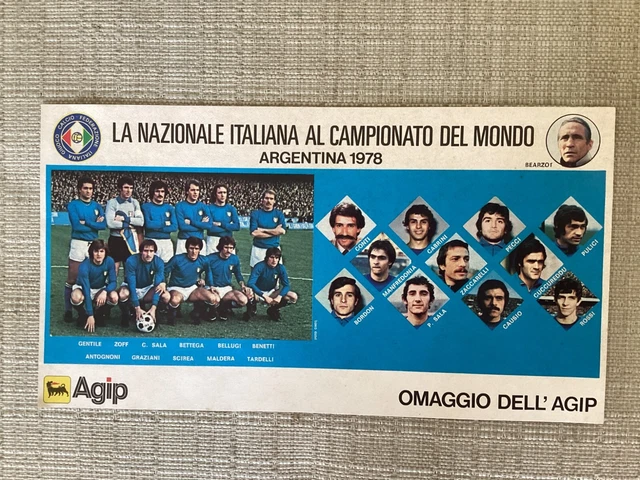 LA NAZIONALE ITALIANA AL CAMPIONATO DEL MONDO
ARGENTINA 1978
FEDERAZIONE ITALIANA GIUOCO CALCIO
BEARZOT
CONTI
CABRINI
PECCI
PULICI
MANFREDONIA
ZACCARELLI
CUCCUREDDU
BORDON
P. SALA
CAUSIO
ROSSI
GENTILE ZOFF C. SALA BETTEGA BELLUGI BENETTI
ANTOGNONI GRAZIANI SCIREA MALDERA TARDELLI
Agip
OMAGGIO DELL'AGIP